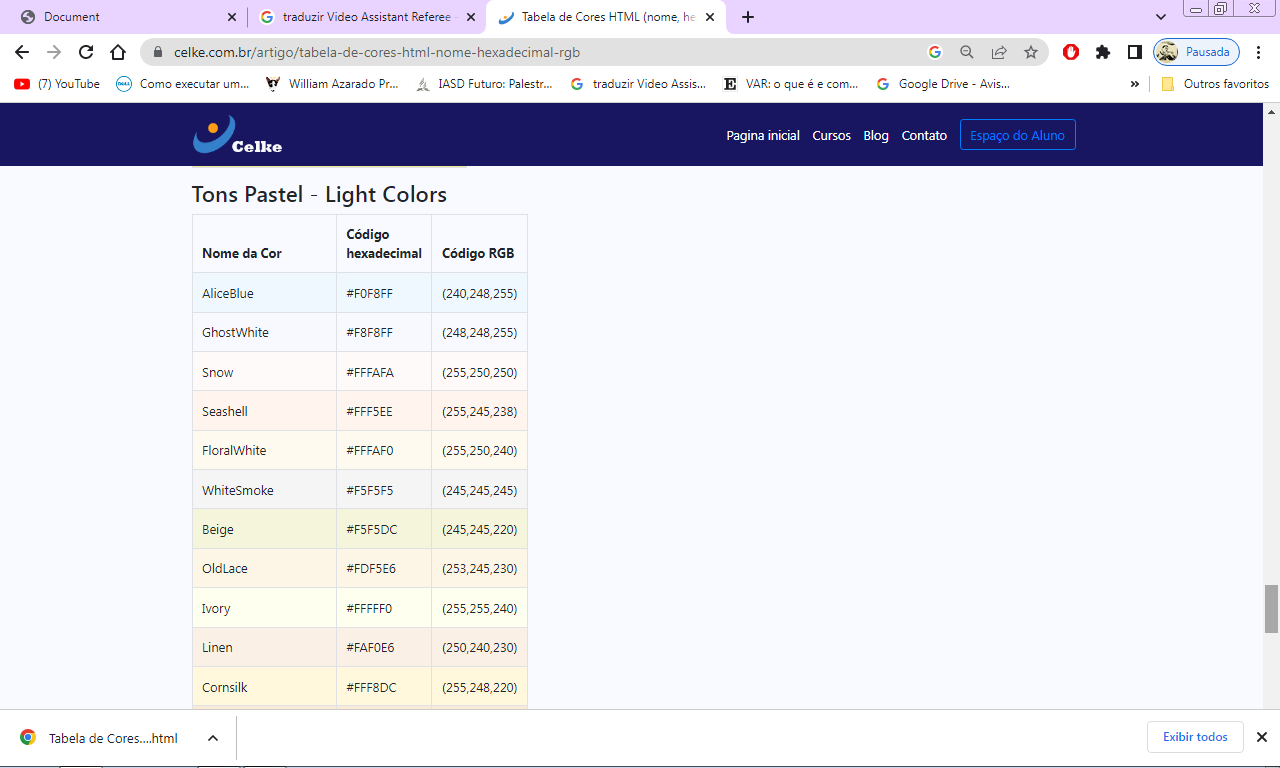 Document
traduzir Video Assistant Referee
Tabela de Cores HTML (nome, he
celke.com.br/artigo/tabela-de-cores-html-nome-hexadecimal-rgb
Pausada
(7) YouTube
Como executar um...
William Azarado Pr...
IASD Futuro: Palestr...
traduzir Video Assis...
VAR: o que é e com...
Google Drive - Avis...
»
Outros favoritos
Celke
Pagina inicial Cursos Blog Contato Espaço do Aluno
Tons Pastel - Light Colors
Nome da Cor Código hexadecimal Código RGB
AliceBlue #F0F8FF (240,248,255)
GhostWhite #F8F8FF (248,248,255)
Snow #FFFAFA (255,250,250)
Seashell #FFF5EE (255,245,238)
FloralWhite #FFFAF0 (255,250,240)
WhiteSmoke #F5F5F5 (245,245,245)
Beige #F5F5DC (245,245,220)
OldLace #FDF5E6 (253,245,230)
Ivory #FFFFF0 (255,255,240)
Linen #FAF0E6 (250,240,230)
Cornsilk #FFF8DC (255,248,220)
Tabela de Cores....html
Exibir todos